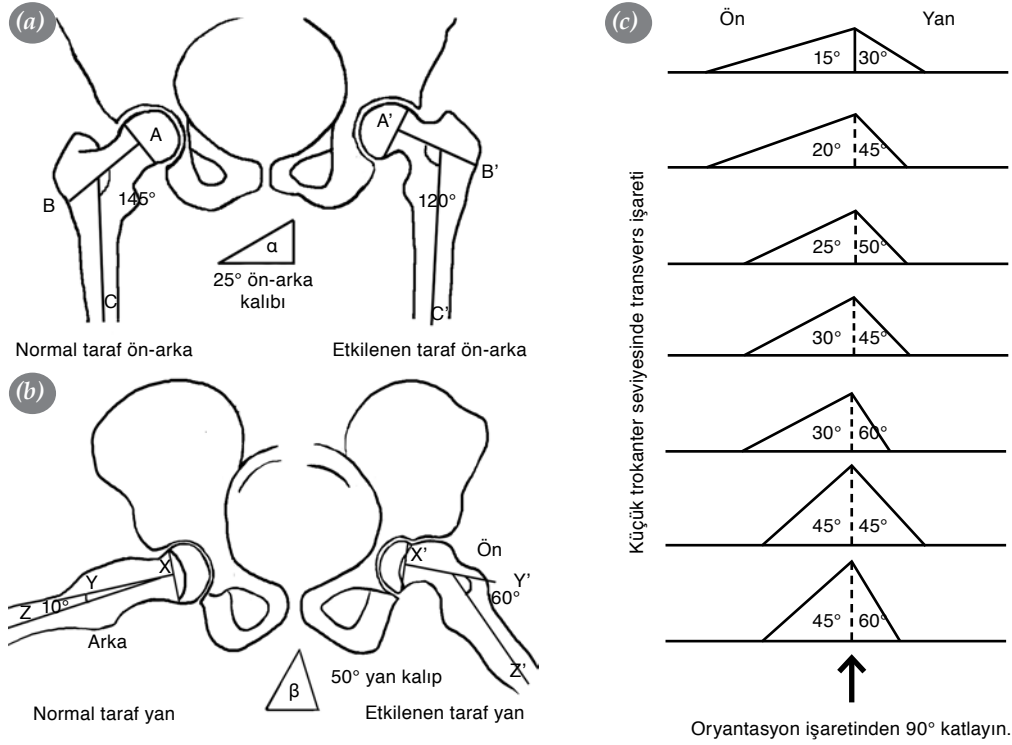 (a)
A
A'
B
B'
145°
120°
α
25° ön-arka
kalıbı
C
C'
Normal taraf ön-arka
Etkilenen taraf ön-arka
(b)
X
X'
Ön
Y
Y'
Z
10°
60°
Arka
Z'
β
50° yan kalıp
Normal taraf yan
Etkilenen taraf yan
(c)
Ön
Yan
Küçük trokanter seviyesinde transvers işareti
15° 30°
20° 45°
25° 50°
30° 45°
30° 60°
45° 45°
45° 60°
Oryantasyon işaretinden 90° katlayın.